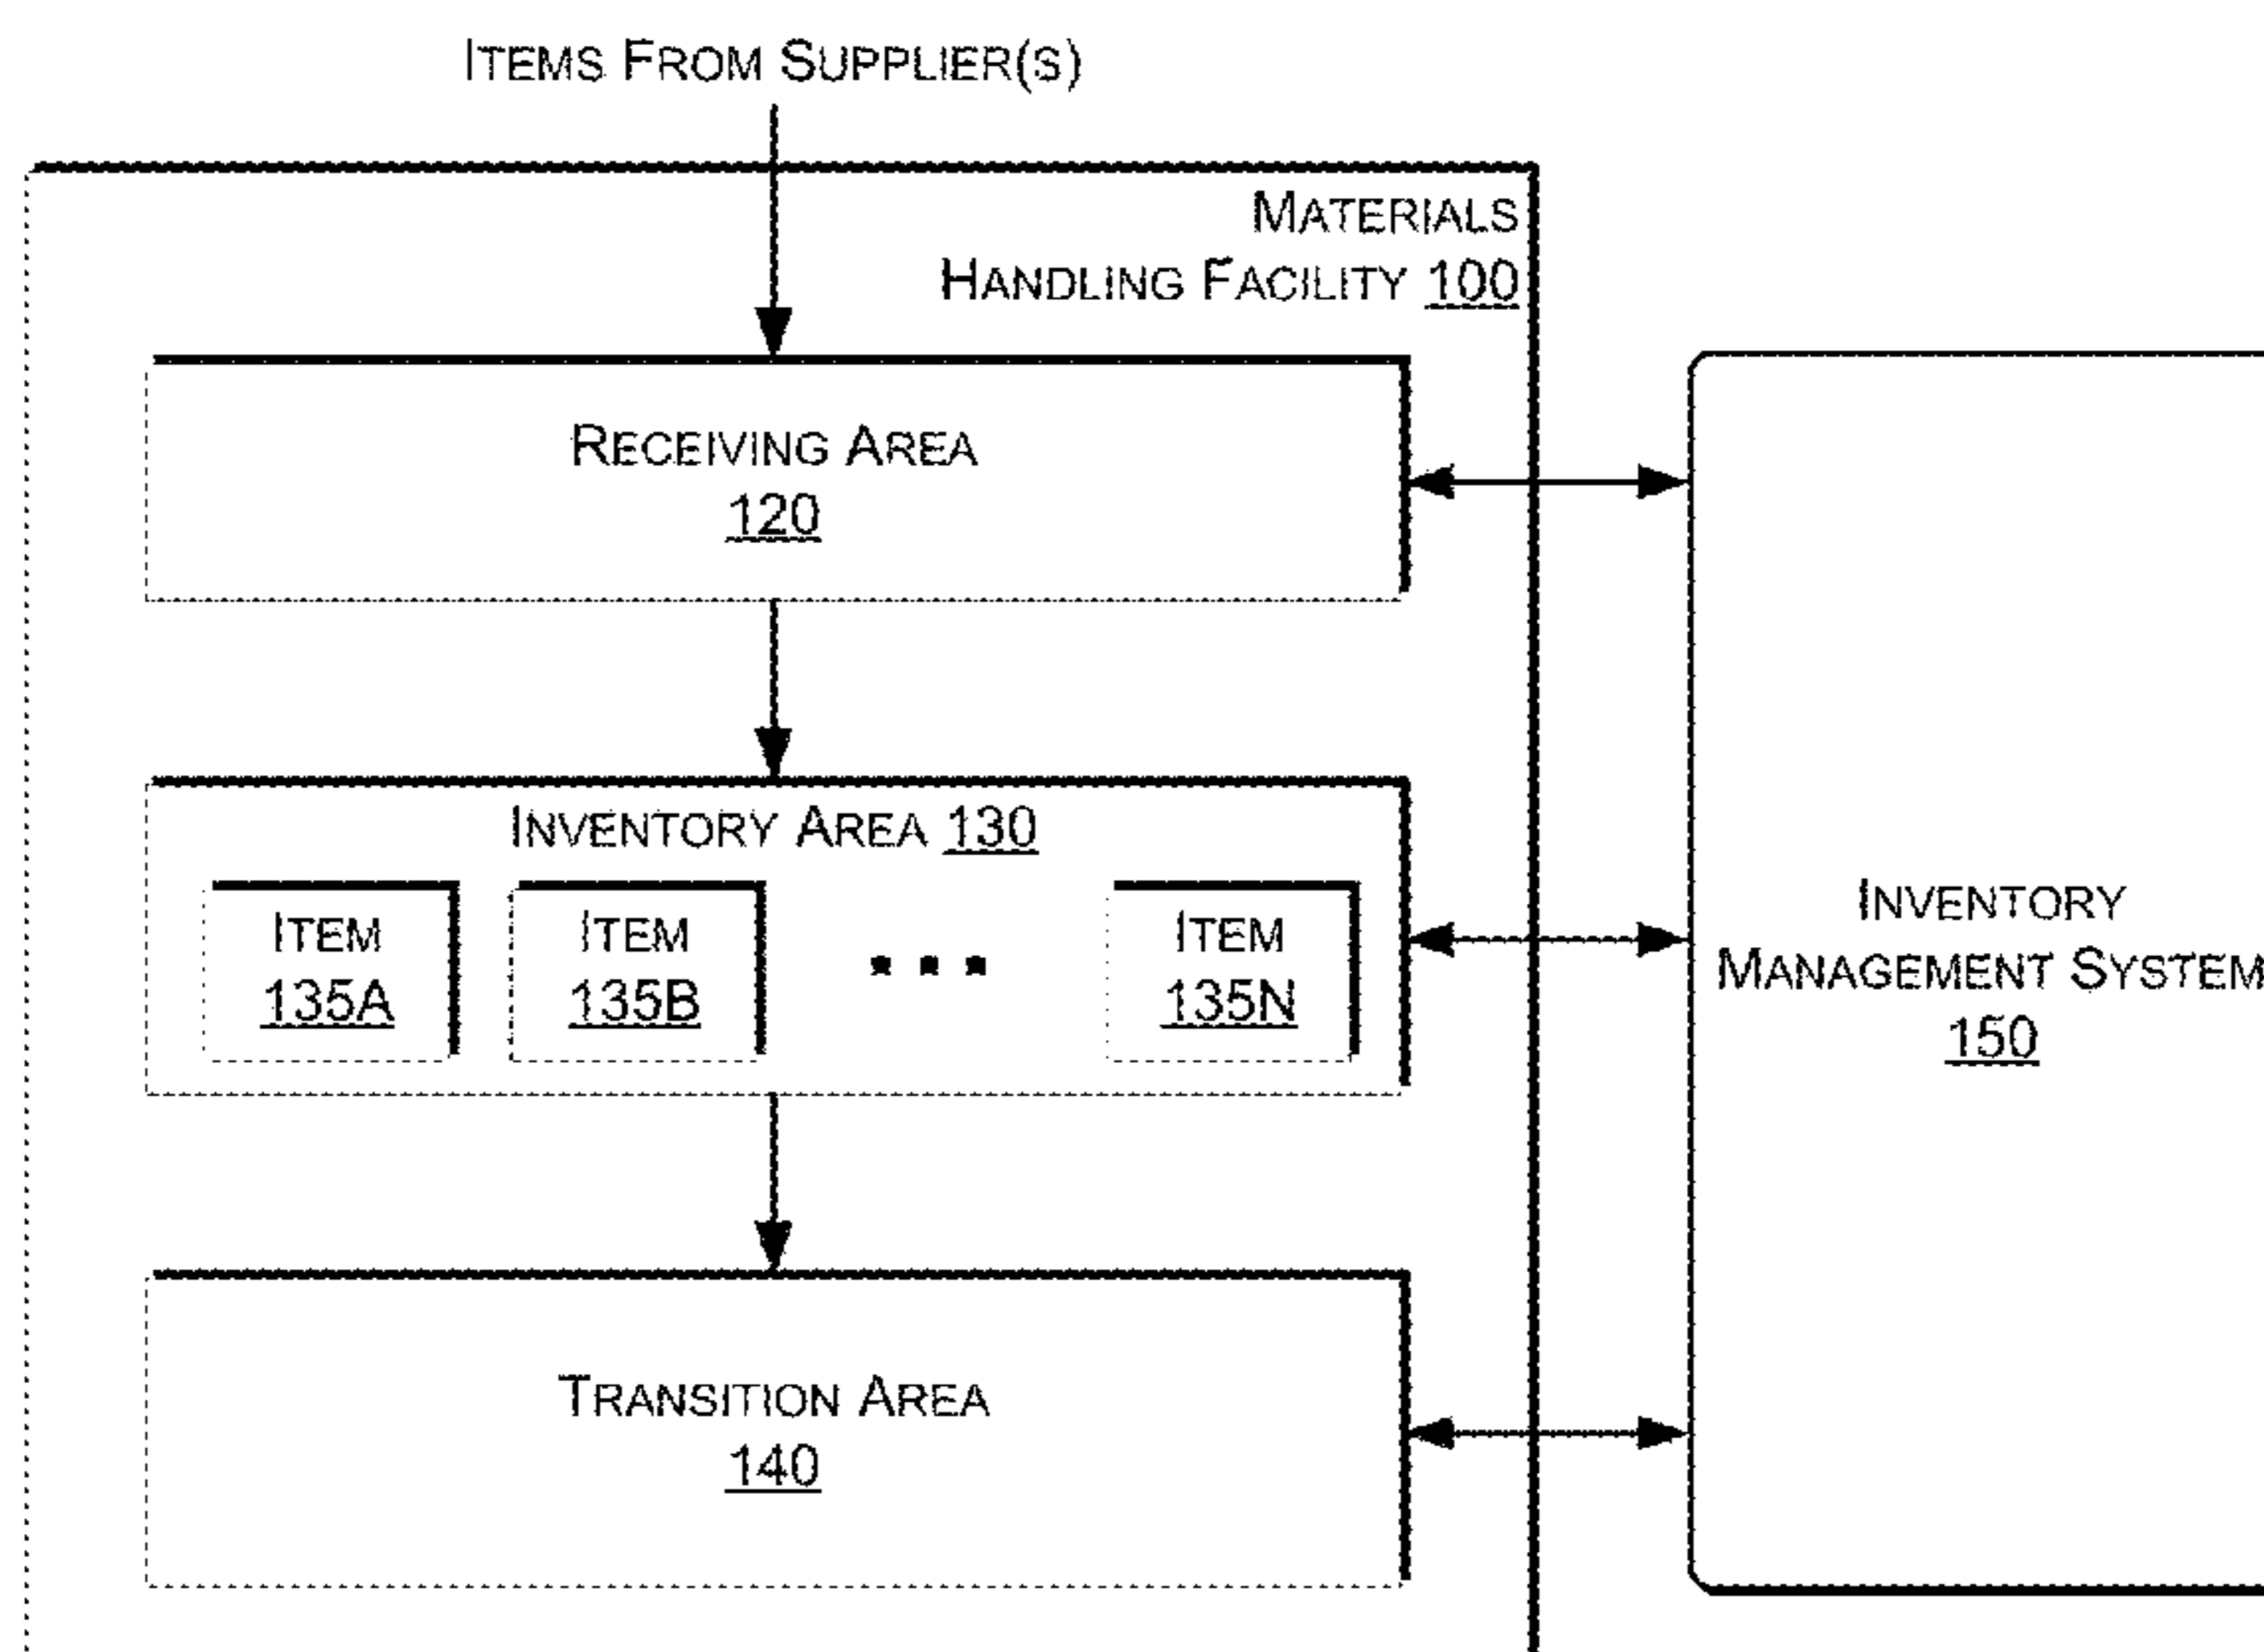 ITEMS FROM SUPPLIER(S)
MATERIALS
HANDLING FACILITY 100
RECEIVING AREA
120
INVENTORY AREA 130
ITEM
135A
ITEM
135B
ITEM
135N
INVENTORY
MANAGEMENT SYSTEM
150
TRANSITION AREA
140